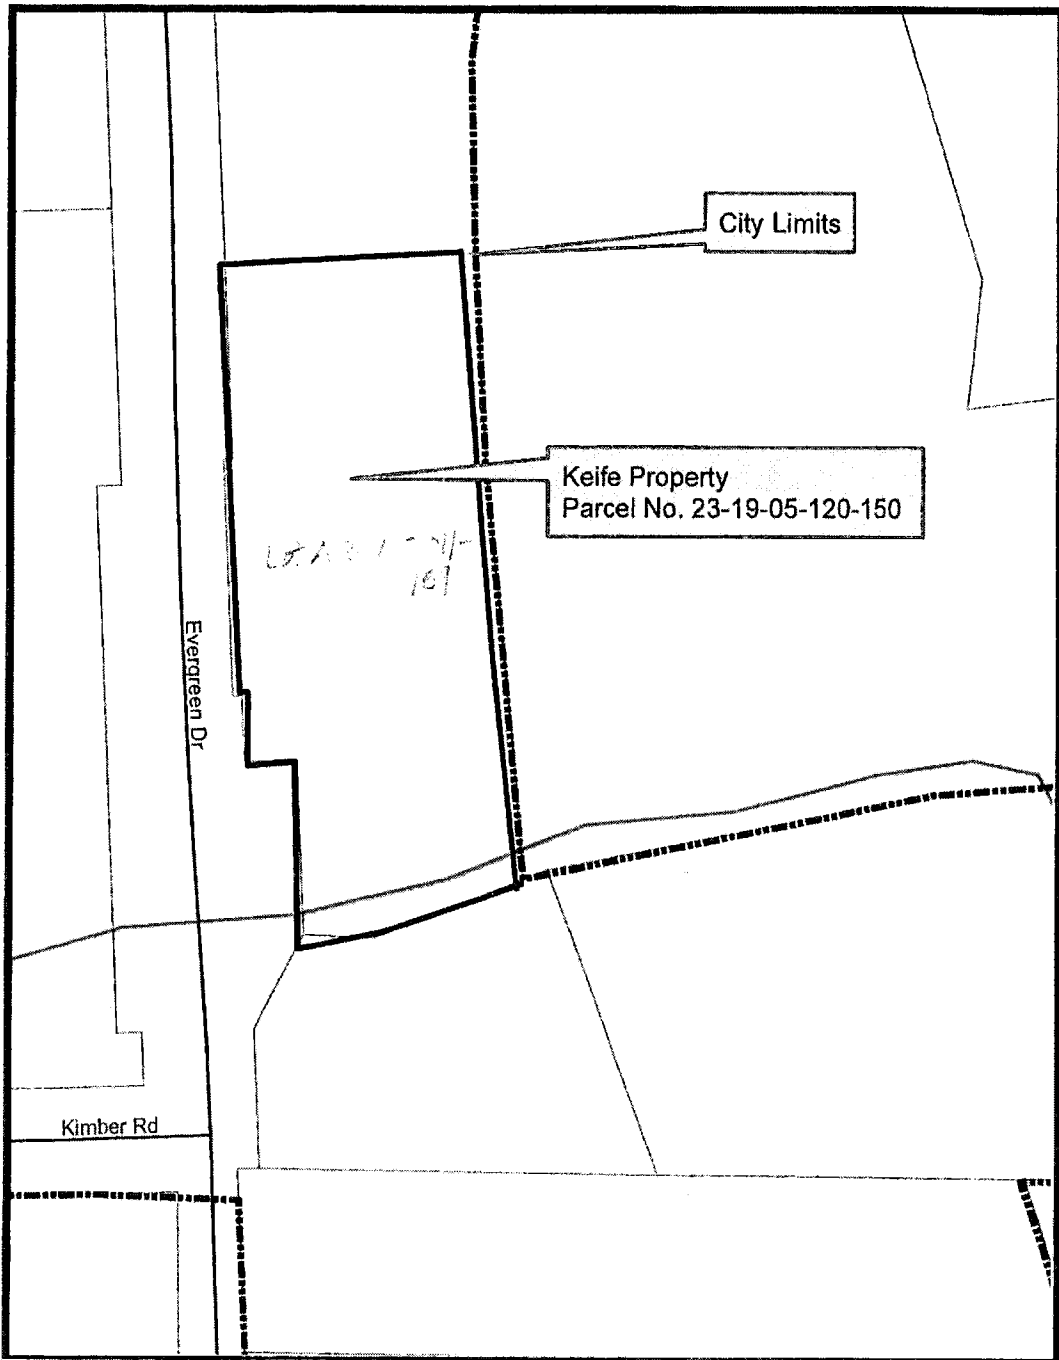 City Limits
Keife Property
Parcel No. 23-19-05-120-150
Evergreen Dr
Kimber Rd